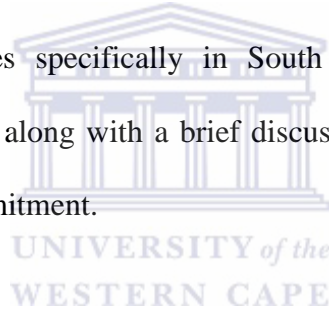 es specifically in South
along with a brief discus
nitment.
UNIVERSITY of the
WESTERN CAPE